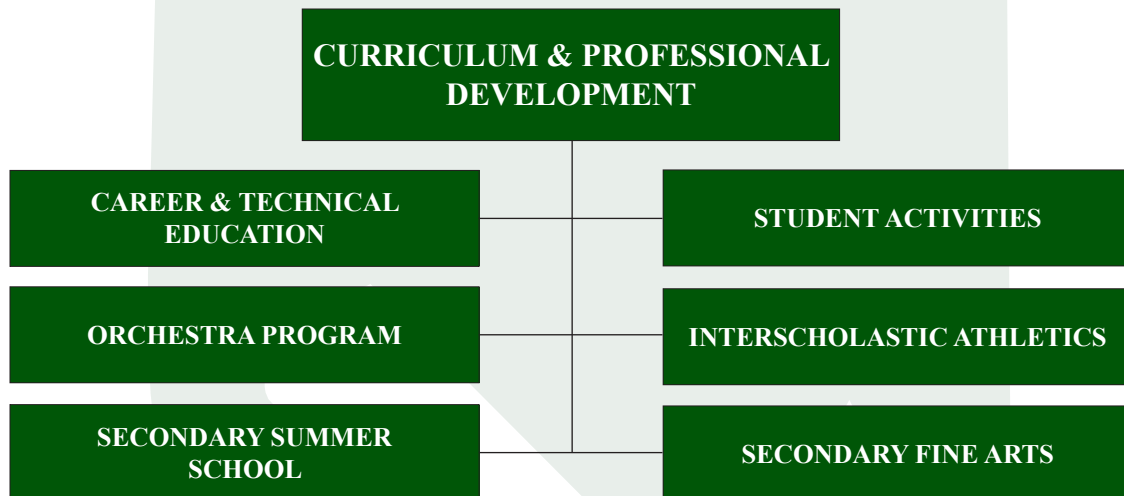 CURRICULUM & PROFESSIONAL
DEVELOPMENT
CAREER & TECHNICAL
EDUCATION
STUDENT ACTIVITIES
ORCHESTRA PROGRAM
INTERSCHOLASTIC ATHLETICS
SECONDARY SUMMER
SCHOOL
SECONDARY FINE ARTS